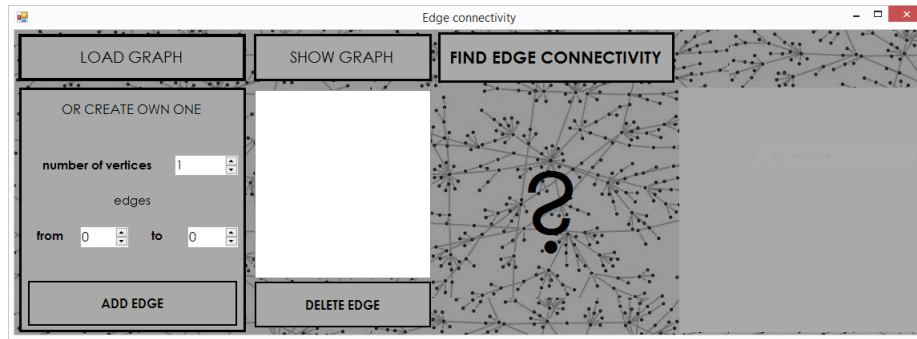 Edge connectivity
LOAD GRAPH
SHOW GRAPH
FIND EDGE CONNECTIVITY
OR CREATE OWN ONE
number of vertices 1
edges
from 0 to 0
?
ADD EDGE
DELETE EDGE